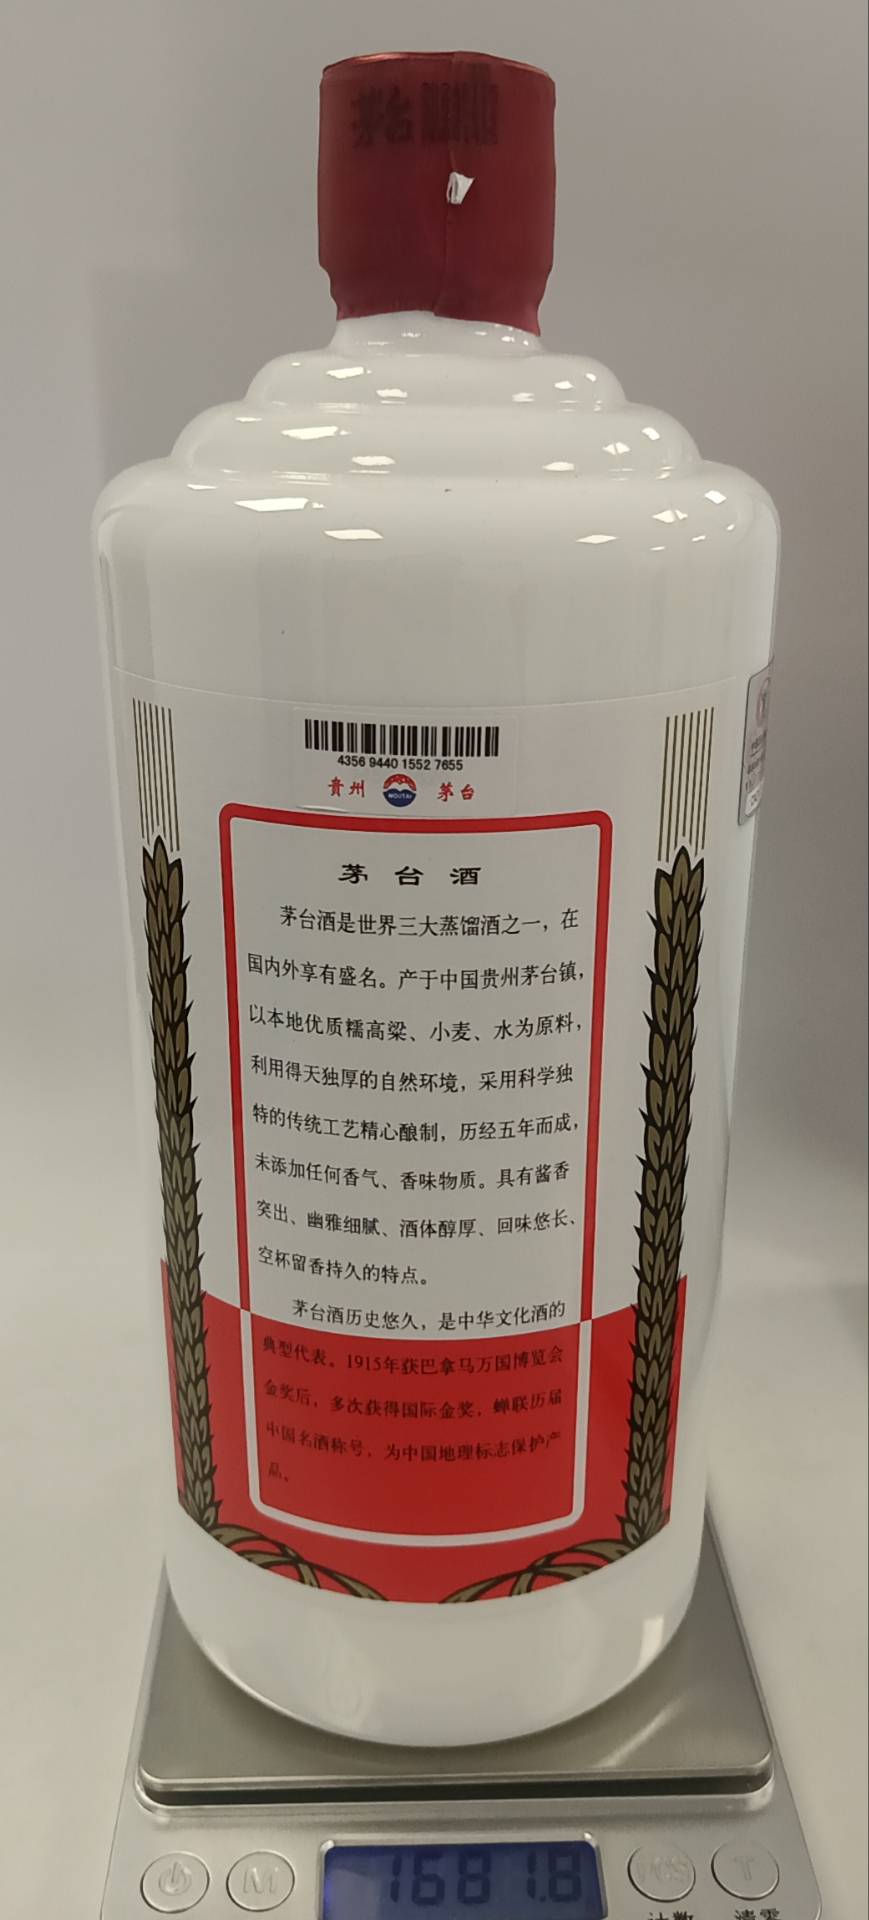 茅台
4356 9440 1552 7655
貴州 MOUTAI 茅台
茅台酒
茅台酒是世界三大蒸馏酒之一，在
国内外享有盛名。产于中国贵州茅台镇，
以本地优质糯高粱、小麦、水为原料，
利用得天独厚的自然环境，采用科学独
特的传统工艺精心酿制，历经五年而成，
未添加任何香气、香味物质。具有酱香
突出、幽雅细腻、酒体醇厚、回味悠长、
空杯留香持久的特点。
茅台酒历史悠久，是中华文化酒的
典型代表。1915年获巴拿马万国博览会
金奖后，多次获得国际金奖，蝉联历届
中国名酒称号，为中国地理标志保护产
品。
M 1681.8 PCS T
计数 清零